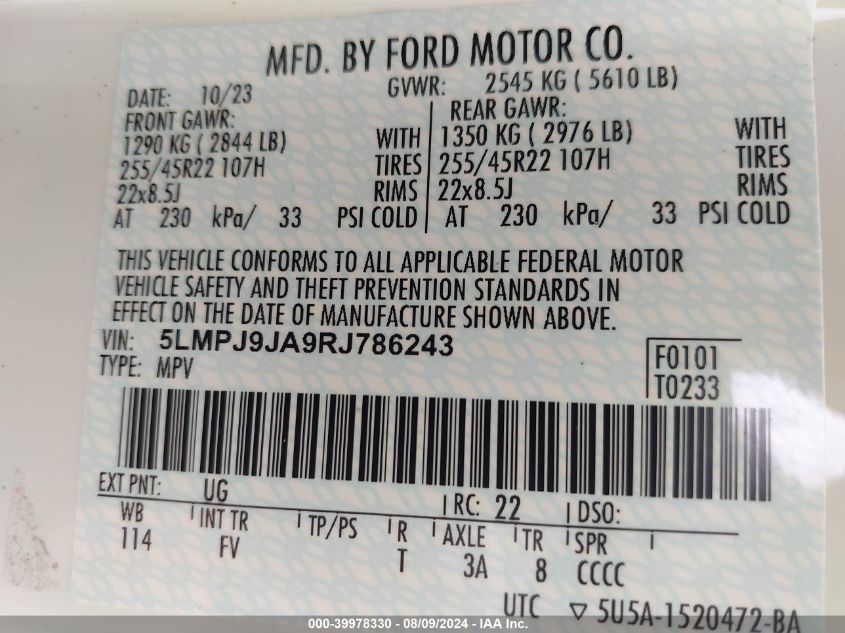 MFD. BY FORD MOTOR CO.
DATE: 10/23 GVWR: 2545 KG ( 5610 LB)
FRONT GAWR: REAR GAWR:
1290 KG ( 2844 LB) WITH 1350 KG ( 2976 LB) WITH
255/45R22 107H TIRES 255/45R22 107H TIRES
22x8.5J RIMS 22x8.5J RIMS
AT 230 kPa/ 33 PSI COLD AT 230 kPa/ 33 PSI COLD
THIS VEHICLE CONFORMS TO ALL APPLICABLE FEDERAL MOTOR
VEHICLE SAFETY AND THEFT PREVENTION STANDARDS IN
EFFECT ON THE DATE OF MANUFACTURE SHOWN ABOVE.
VIN: 5LMPJ9JA9RJ786243 F0101
TYPE: MPV T0233
EXT PNT: UG RC: 22 DSO:
WB INT TR TP/PS R AXLE TR SPR
114 FV T 3A 8 CCCC
UTC ▽ 5U5A-1520472-BA
000-39978330 - 08/09/2024 - IAA Inc.